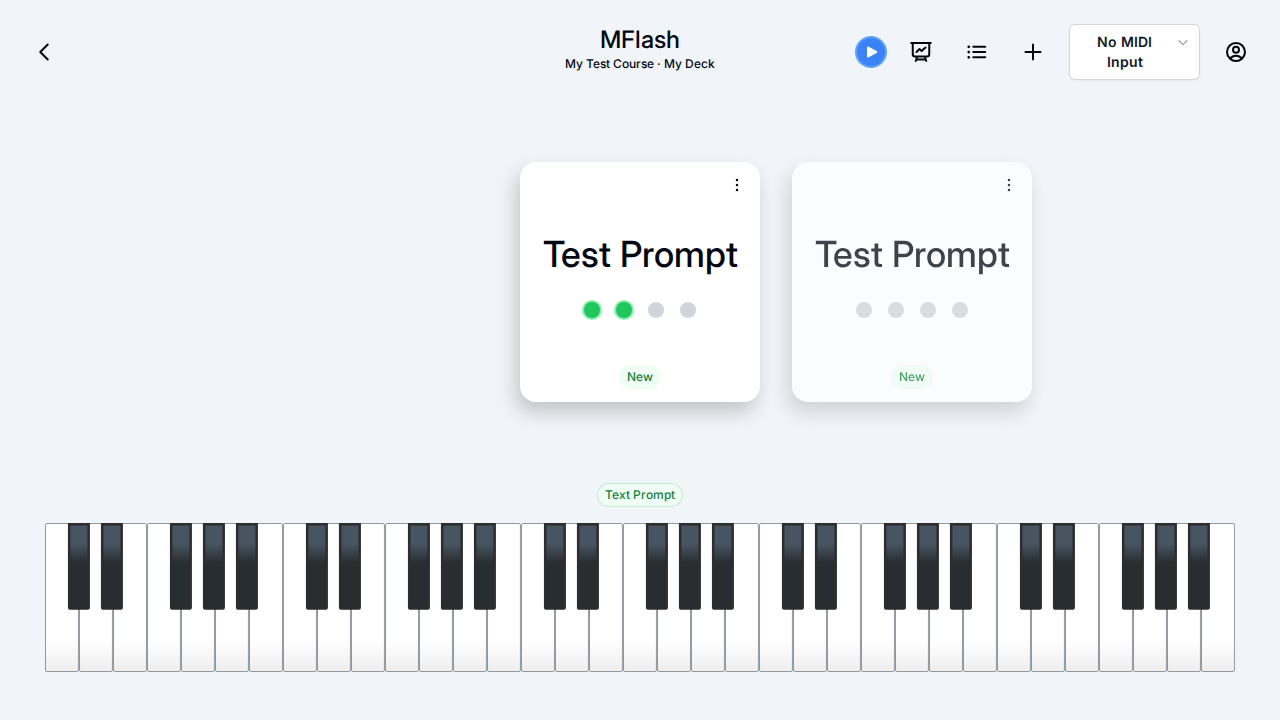 MFlash
My Test Course · My Deck
No MIDI
Input
Test Prompt
New
Test Prompt
New
Text Prompt